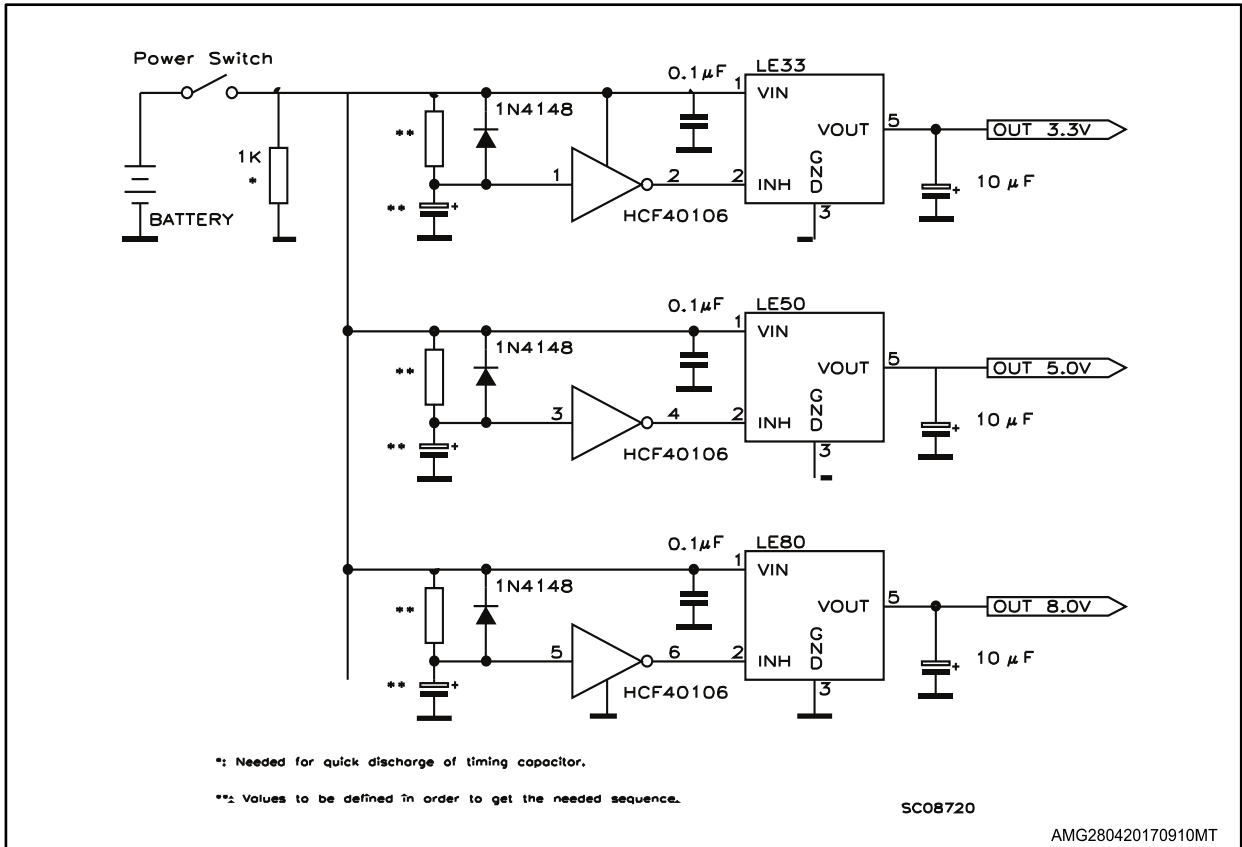 Power Switch
1K
*
BATTERY
**
**
1N4148
1
2
HCF40106
0.1µF
LE33
1
VIN
VOUT
5
GND
2
INH
3
OUT 3.3V
+
10 µF
+
**
**
1N4148
3
4
HCF40106
0.1µF
LE50
1
VIN
VOUT
5
GND
2
INH
3
OUT 5.0V
+
10 µF
+
**
**
1N4148
5
6
HCF40106
0.1µF
LE80
1
VIN
VOUT
5
GND
2
INH
3
OUT 8.0V
+
10 µF
+
*: Needed for quick discharge of timing capacitor.
**: Values to be defined in order to get the needed sequence.
SC08720
AMG280420170910MT